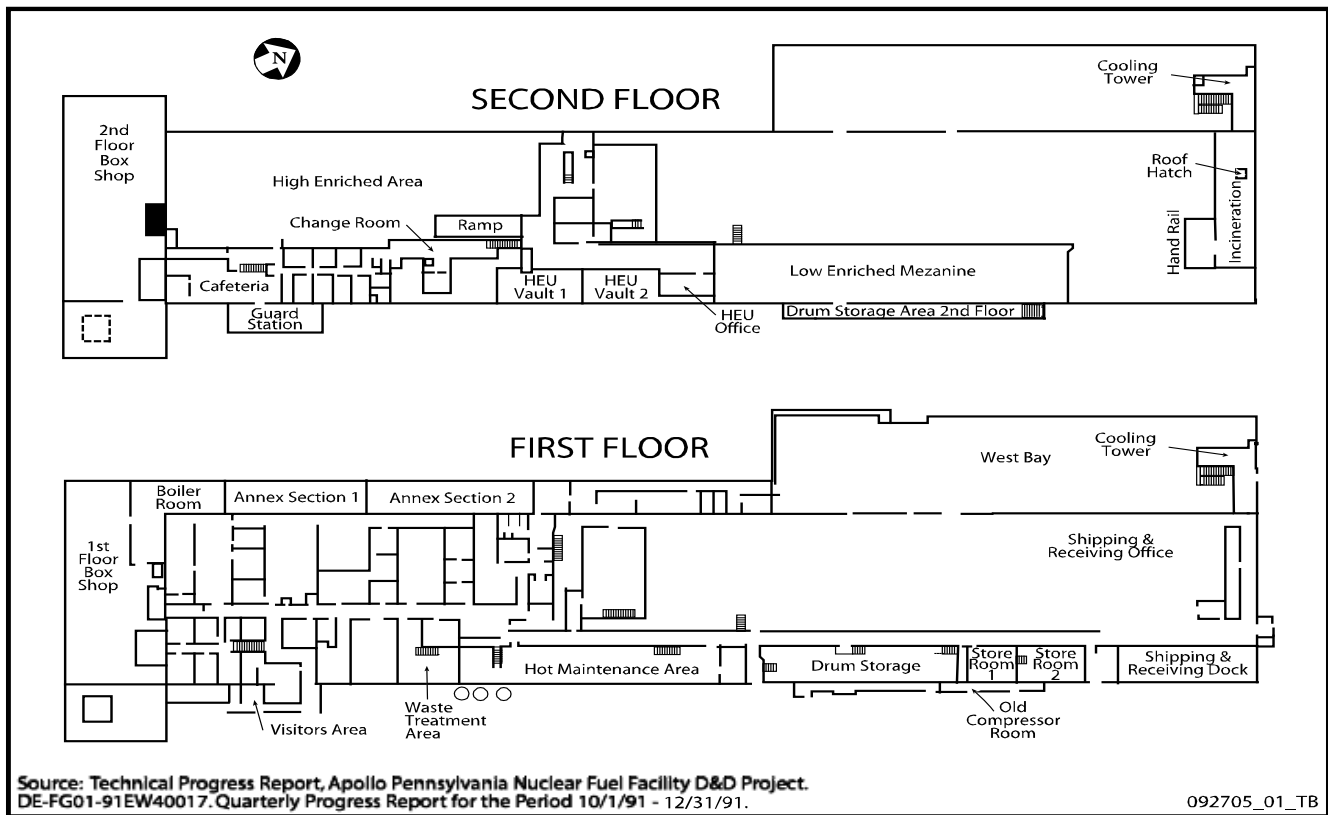 N
SECOND FLOOR
Cooling
Tower
2nd
Floor
Box
Shop
High Enriched Area
Roof
Hatch
Change Room
Ramp
Hand Rail
Incineration
Cafeteria
HEU
Vault 1
HEU
Vault 2
Low Enriched Mezanine
Guard
Station
HEU
Office
Drum Storage Area 2nd Floor
FIRST FLOOR
Cooling
Tower
West Bay
Boiler
Room
Annex Section 1
Annex Section 2
1st
Floor
Box
Shop
Shipping &
Receiving Office
Hot Maintenance Area
Drum Storage
Store
Room
1
Store
Room
2
Shipping &
Receiving Dock
Visitors Area
Waste
Treatment
Area
Old
Compressor
Room
Source: Technical Progress Report, Apollo Pennsylvania Nuclear Fuel Facility D&D Project.
DE-FG01-91EW40017. Quarterly Progress Report for the Period 10/1/91 - 12/31/91.
092705_01_TB